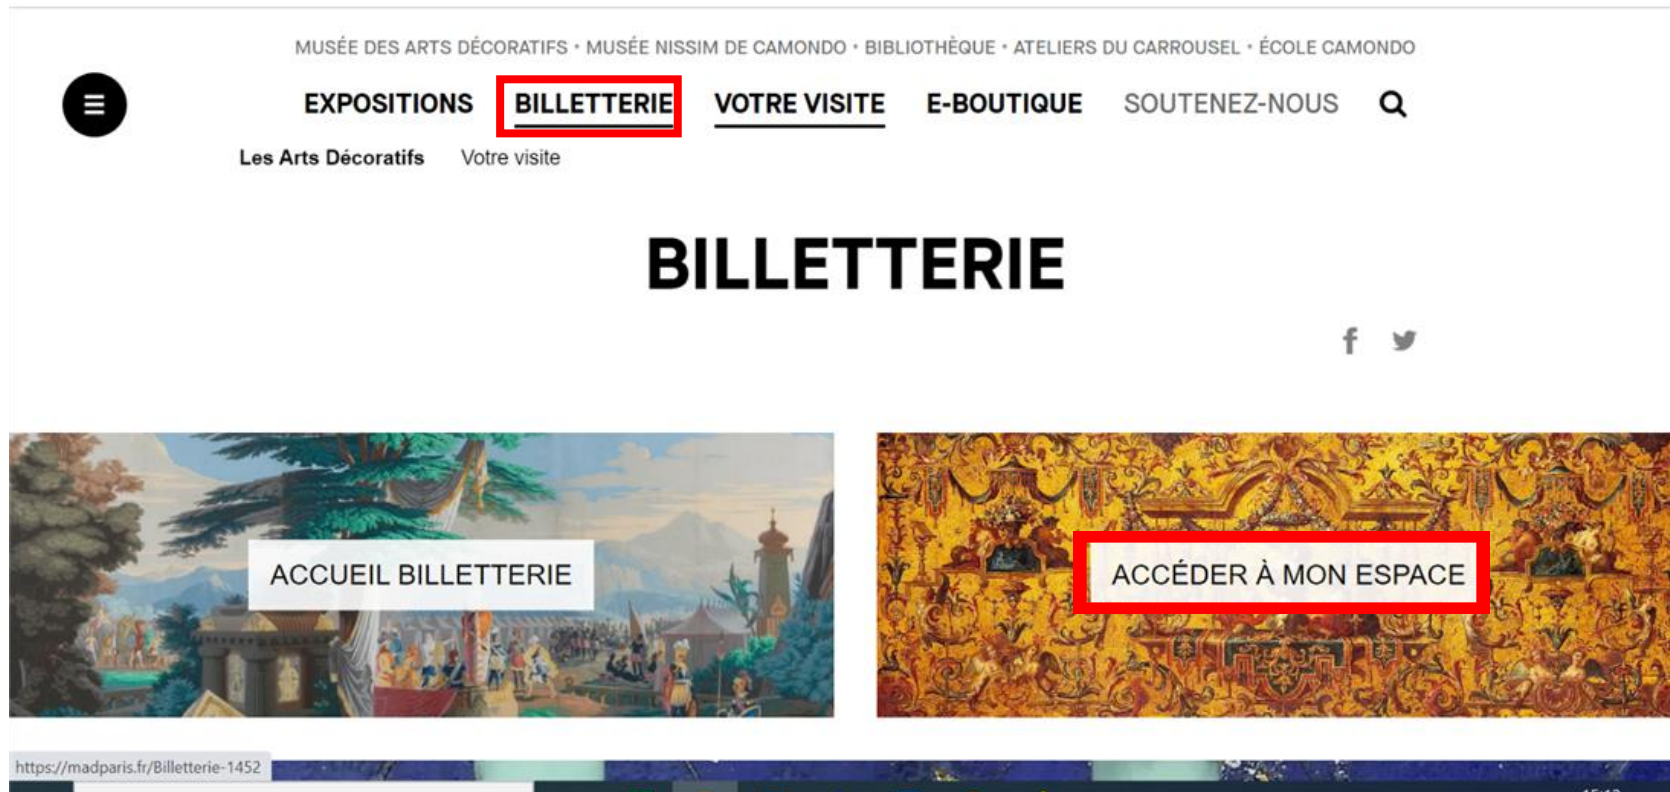 MUSÉE DES ARTS DÉCORATIFS • MUSÉE NISSIM DE CAMONDO • BIBLIOTHÈQUE • ATELIERS DU CARROUSEL • ÉCOLE CAMONDO
EXPOSITIONS BILLETTERIE VOTRE VISITE E-BOUTIQUE SOUTENEZ-NOUS
Les Arts Décoratifs Votre visite
BILLETTERIE
ACCUEIL BILLETTERIE
ACCÉDER À MON ESPACE
https://madparis.fr/Billetterie-1452